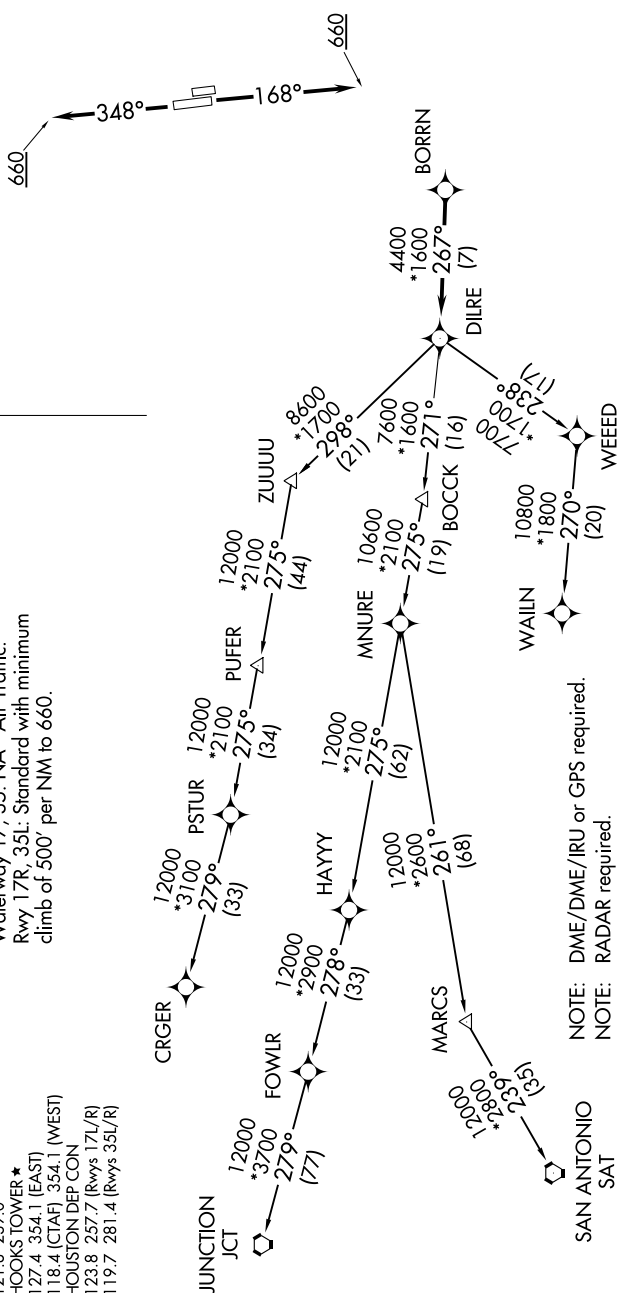 121.8 239.0
HOOKS TOWER ★
127.4 354.1 (EAST)
118.4 (CTAF) 354.1 (WEST)
HOUSTON DEP CON
123.8 257.7 (Rwys 17L/R)
119.7 281.4 (Rwys 35L/R)
Rwy 17R, 35L: Standard with minimum
climb of 500' per NM to 660.
660
348°
168°
660
BORRN
4400
*1600
267°
(7)
DILRE
8600
*1700
298°
(21)
ZUUUU
12000
*2100
275°
(44)
PUFER
12000
*2100
275°
(34)
PSTUR
12000
*3100
279°
(33)
CRGER
7600
*1600
271°
(16)
BOCCK
10600
*2100
275°
(19)
MNURE
12000
*2100
275°
(62)
HAYYY
12000
*2900
278°
(33)
FOWLR
12000
*3700
279°
(77)
JUNCTION
JCT
12000
*2600
261°
(68)
MARCS
12000
*2800
239°
(35)
SAN ANTONIO
SAT
7700
*1700
238°
(17)
WEEED
10800
*1800
270°
(20)
WAILN
NOTE: DME/DME/IRU or GPS required.
NOTE: RADAR required.